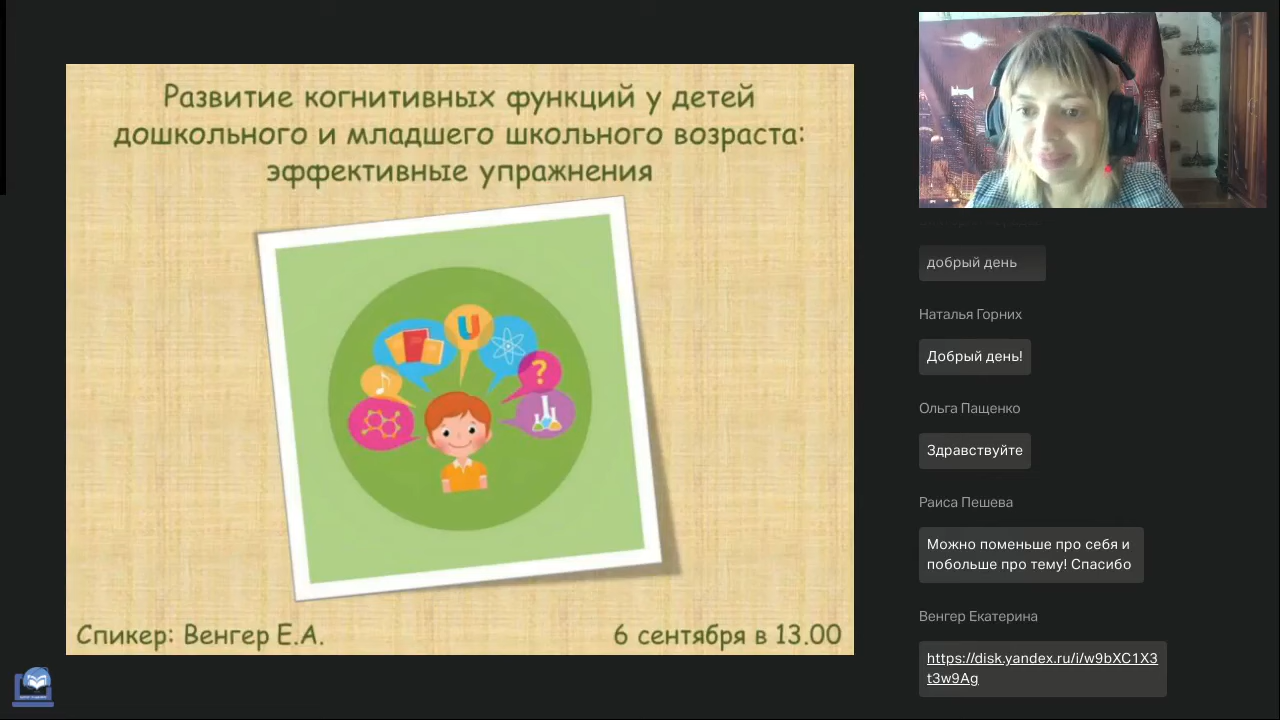 Развитие когнитивных функций у детей
дошкольного и младшего школьного возраста:
эффективные упражнения
?
Спикер: Венгер Е.А.
6 сентября в 13.00
добрый день
Наталья Горних
Добрый день!
Ольга Пащенко
Здравствуйте
Раиса Пешева
Можно поменьше про себя и
побольше про тему! Спасибо
Венгер Екатерина
https://disk.yandex.ru/i/w9bXC1X3
t3w9Ag